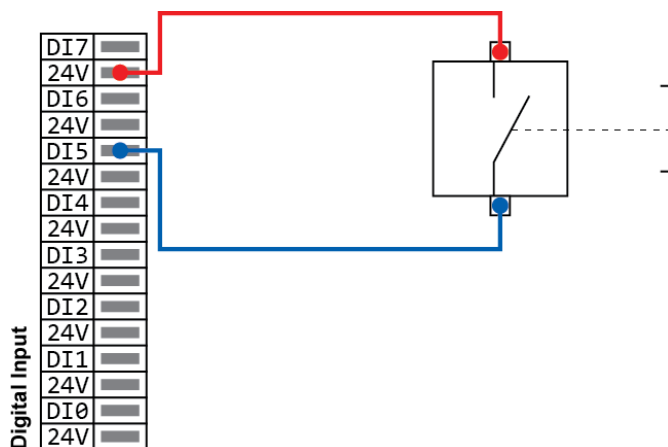 DI7
24V
DI6
24V
DI5
24V
DI4
24V
DI3
24V
DI2
24V
DI1
24V
DI0
24V
Digital Input